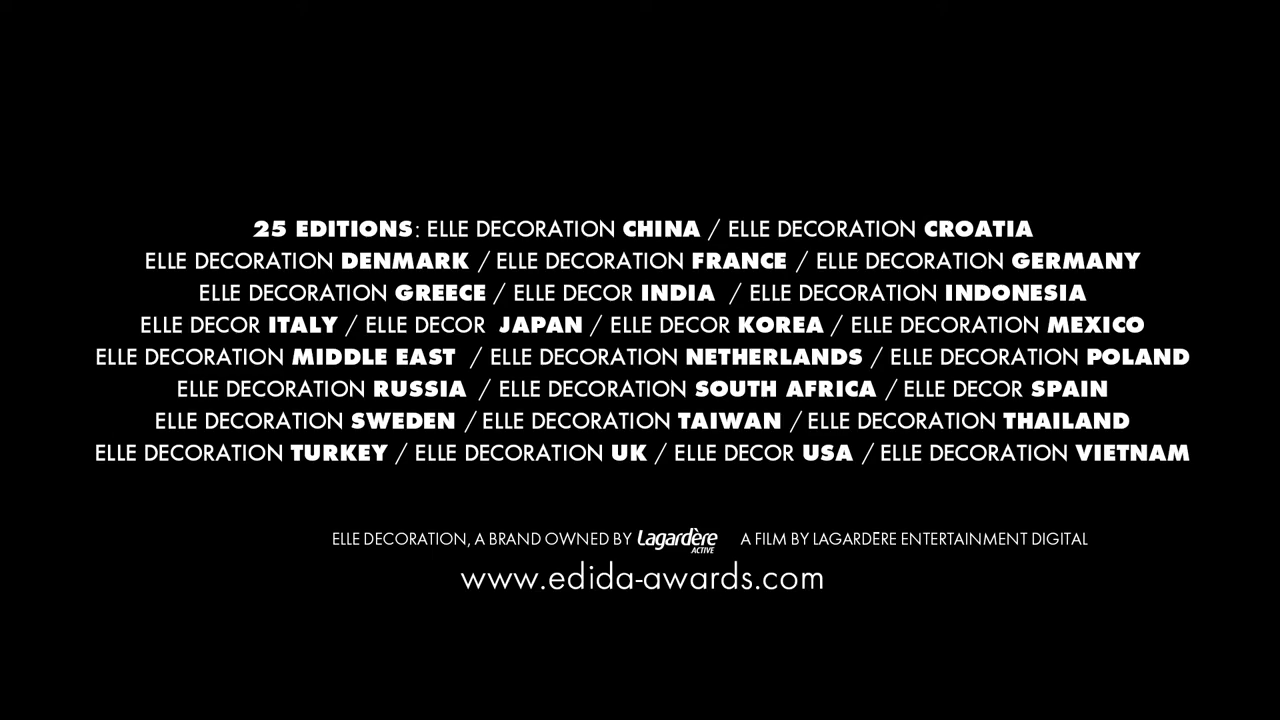 25 EDITIONS: ELLE DECORATION CHINA / ELLE DECORATION CROATIA
ELLE DECORATION DENMARK / ELLE DECORATION FRANCE / ELLE DECORATION GERMANY
ELLE DECORATION GREECE / ELLE DECOR INDIA / ELLE DECORATION INDONESIA
ELLE DECOR ITALY / ELLE DECOR JAPAN / ELLE DECOR KOREA / ELLE DECORATION MEXICO
ELLE DECORATION MIDDLE EAST / ELLE DECORATION NETHERLANDS / ELLE DECORATION POLAND
ELLE DECORATION RUSSIA / ELLE DECORATION SOUTH AFRICA / ELLE DECOR SPAIN
ELLE DECORATION SWEDEN / ELLE DECORATION TAIWAN / ELLE DECORATION THAILAND
ELLE DECORATION TURKEY / ELLE DECORATION UK / ELLE DECOR USA / ELLE DECORATION VIETNAM
ELLE DECORATION, A BRAND OWNED BY Lagardère ACTIVE A FILM BY LAGARDERE ENTERTAINMENT DIGITAL
www.edida-awards.com